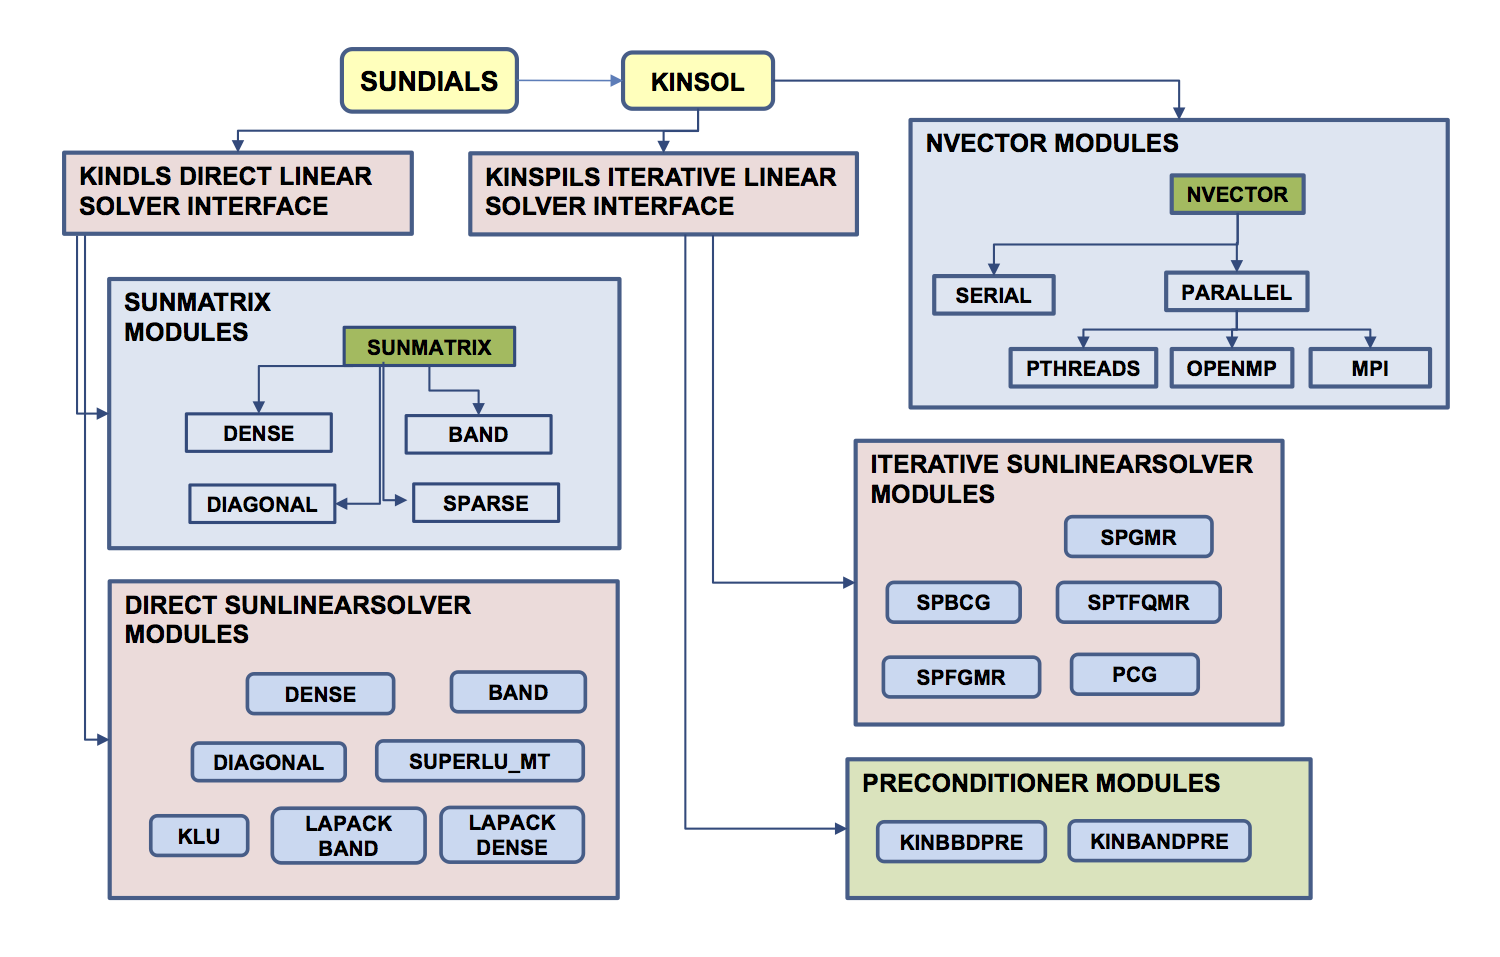 SUNDIALS
KINSOL
KINDLS DIRECT LINEAR
SOLVER INTERFACE
KINSPILS ITERATIVE LINEAR
SOLVER INTERFACE
NVECTOR MODULES
NVECTOR
SERIAL
PARALLEL
PTHREADS
OPENMP
MPI
SUNMATRIX
MODULES
SUNMATRIX
DENSE
BAND
DIAGONAL
SPARSE
ITERATIVE SUNLINEARSOLVER
MODULES
SPGMR
SPBCG
SPTFQMR
SPFGMR
PCG
DIRECT SUNLINEARSOLVER
MODULES
DENSE
BAND
DIAGONAL
SUPERLU_MT
KLU
LAPACK
BAND
LAPACK
DENSE
PRECONDITIONER MODULES
KINBBDPRE
KINBANDPRE